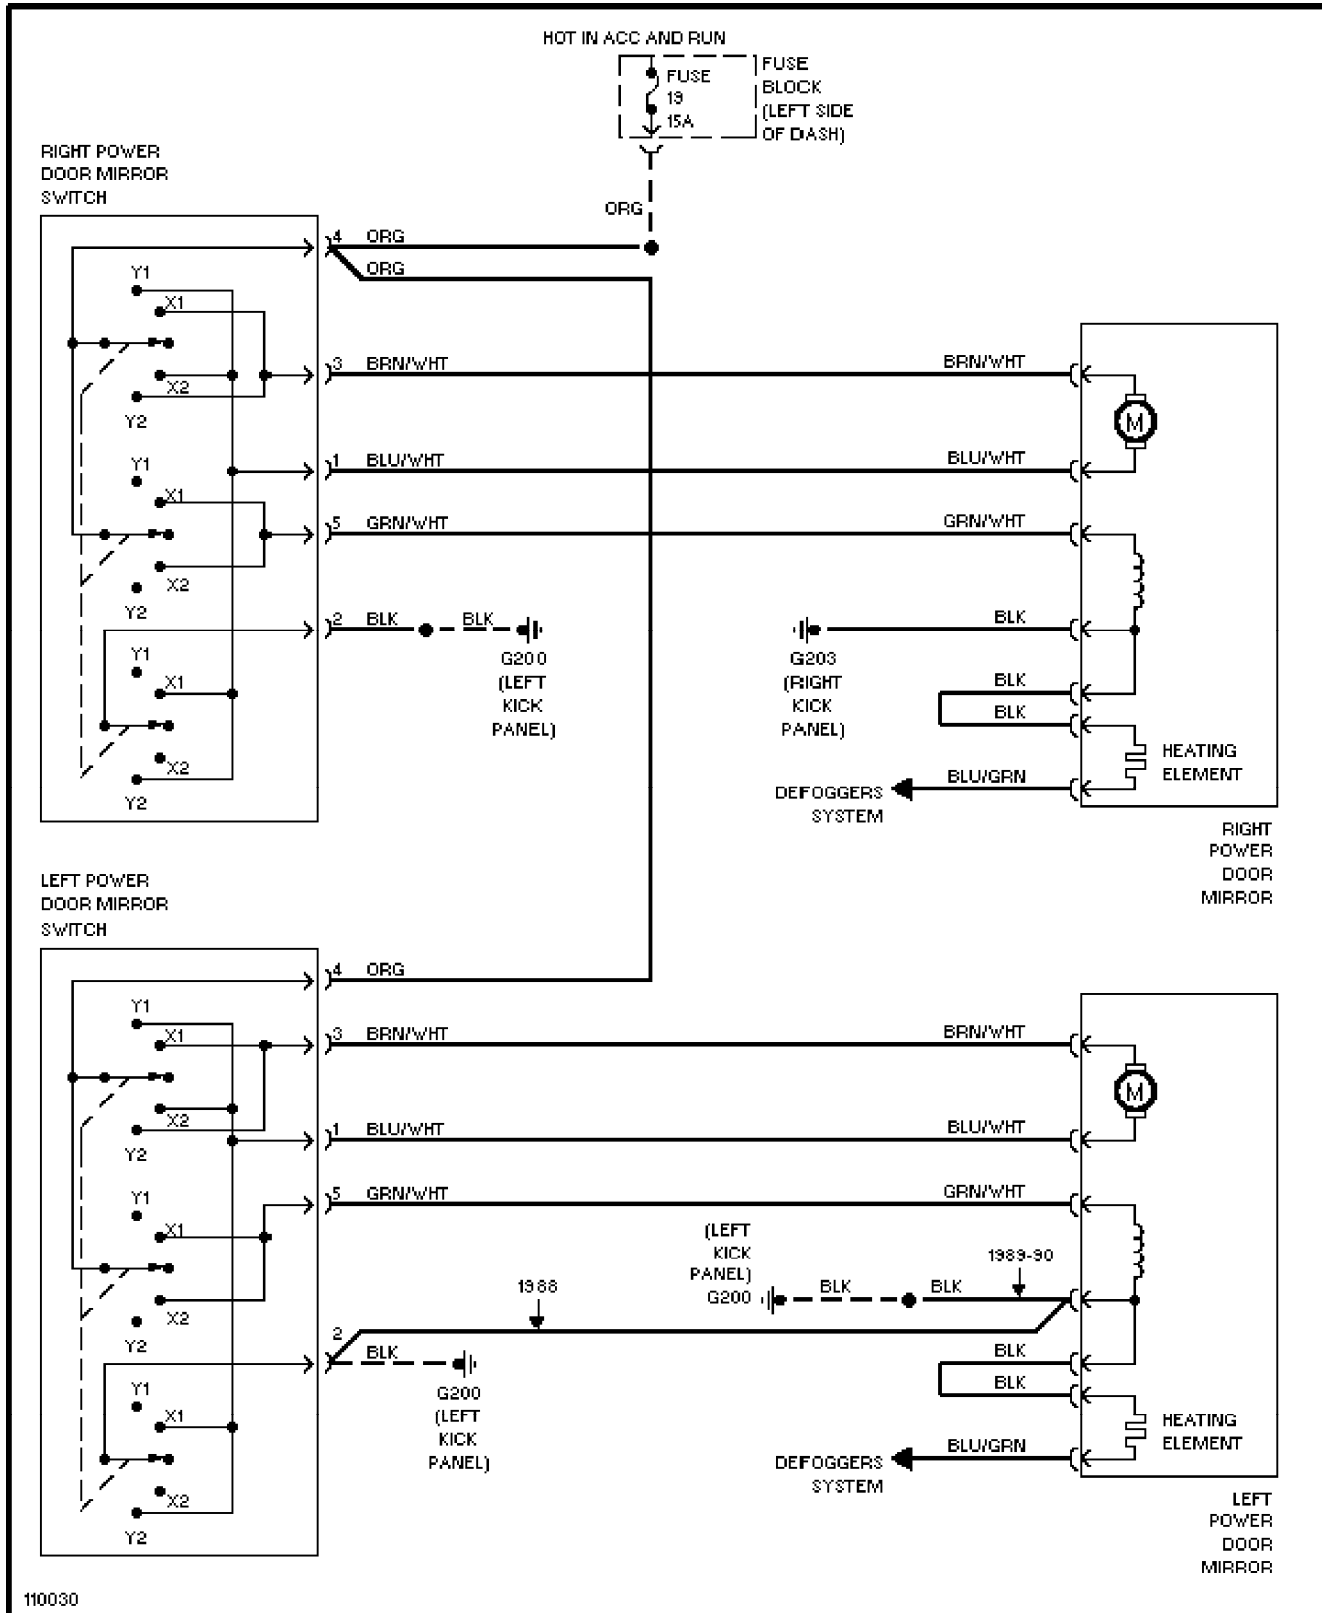 HOT IN ACC AND RUN
FUSE
19
15A
FUSE
BLOCK
(LEFT SIDE
OF DASH)
ORG
RIGHT POWER
DOOR MIRROR
SWITCH
4 ORG
ORG
Y1
X1
X2
Y2
3 BRN/WHT
BRN/WHT
M
Y1
X1
X2
Y2
1 BLU/WHT
BLU/WHT
5 GRN/WHT
GRN/WHT
2 BLK
BLK
G200
(LEFT
KICK
PANEL)
G203
(RIGHT
KICK
PANEL)
BLK
BLK
BLK
Y1
X1
X2
Y2
HEATING
ELEMENT
BLU/GRN
DEFOGGERS
SYSTEM
RIGHT
POWER
DOOR
MIRROR
LEFT POWER
DOOR MIRROR
SWITCH
4 ORG
Y1
X1
X2
Y2
3 BRN/WHT
BRN/WHT
M
1 BLU/WHT
BLU/WHT
Y1
X1
X2
Y2
5 GRN/WHT
GRN/WHT
(LEFT
KICK
PANEL)
G200
BLK
BLK
1989-90
1988
2
BLK
G200
(LEFT
KICK
PANEL)
BLK
BLK
Y1
X1
X2
Y2
HEATING
ELEMENT
BLU/GRN
DEFOGGERS
SYSTEM
LEFT
POWER
DOOR
MIRROR
110030